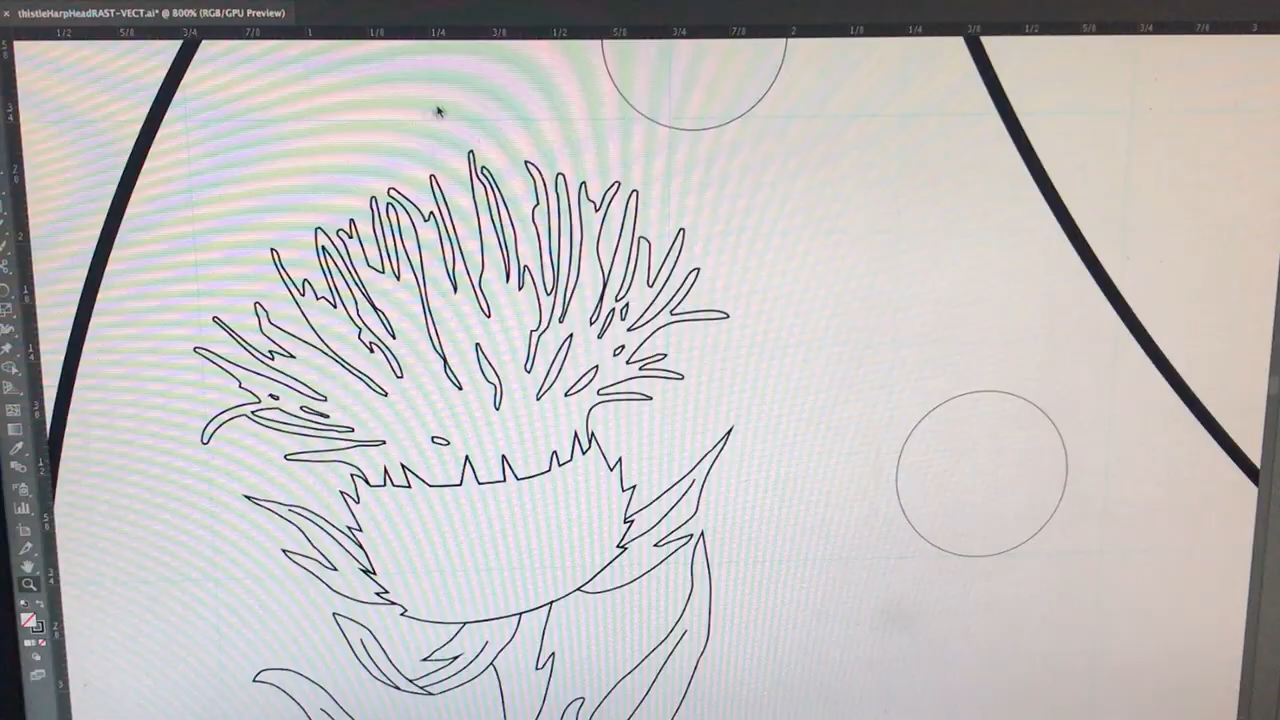 × thistleHarpHeadRAST-VECT.ai* @ 800% (RGB/GPU Preview)
1/2 5/8 3/4 7/8 1 1/8 1/4 3/8 1/2 5/8 3/4 7/8 2 1/8 1/4 3/8 1/2 5/8 3/4 7/8 3